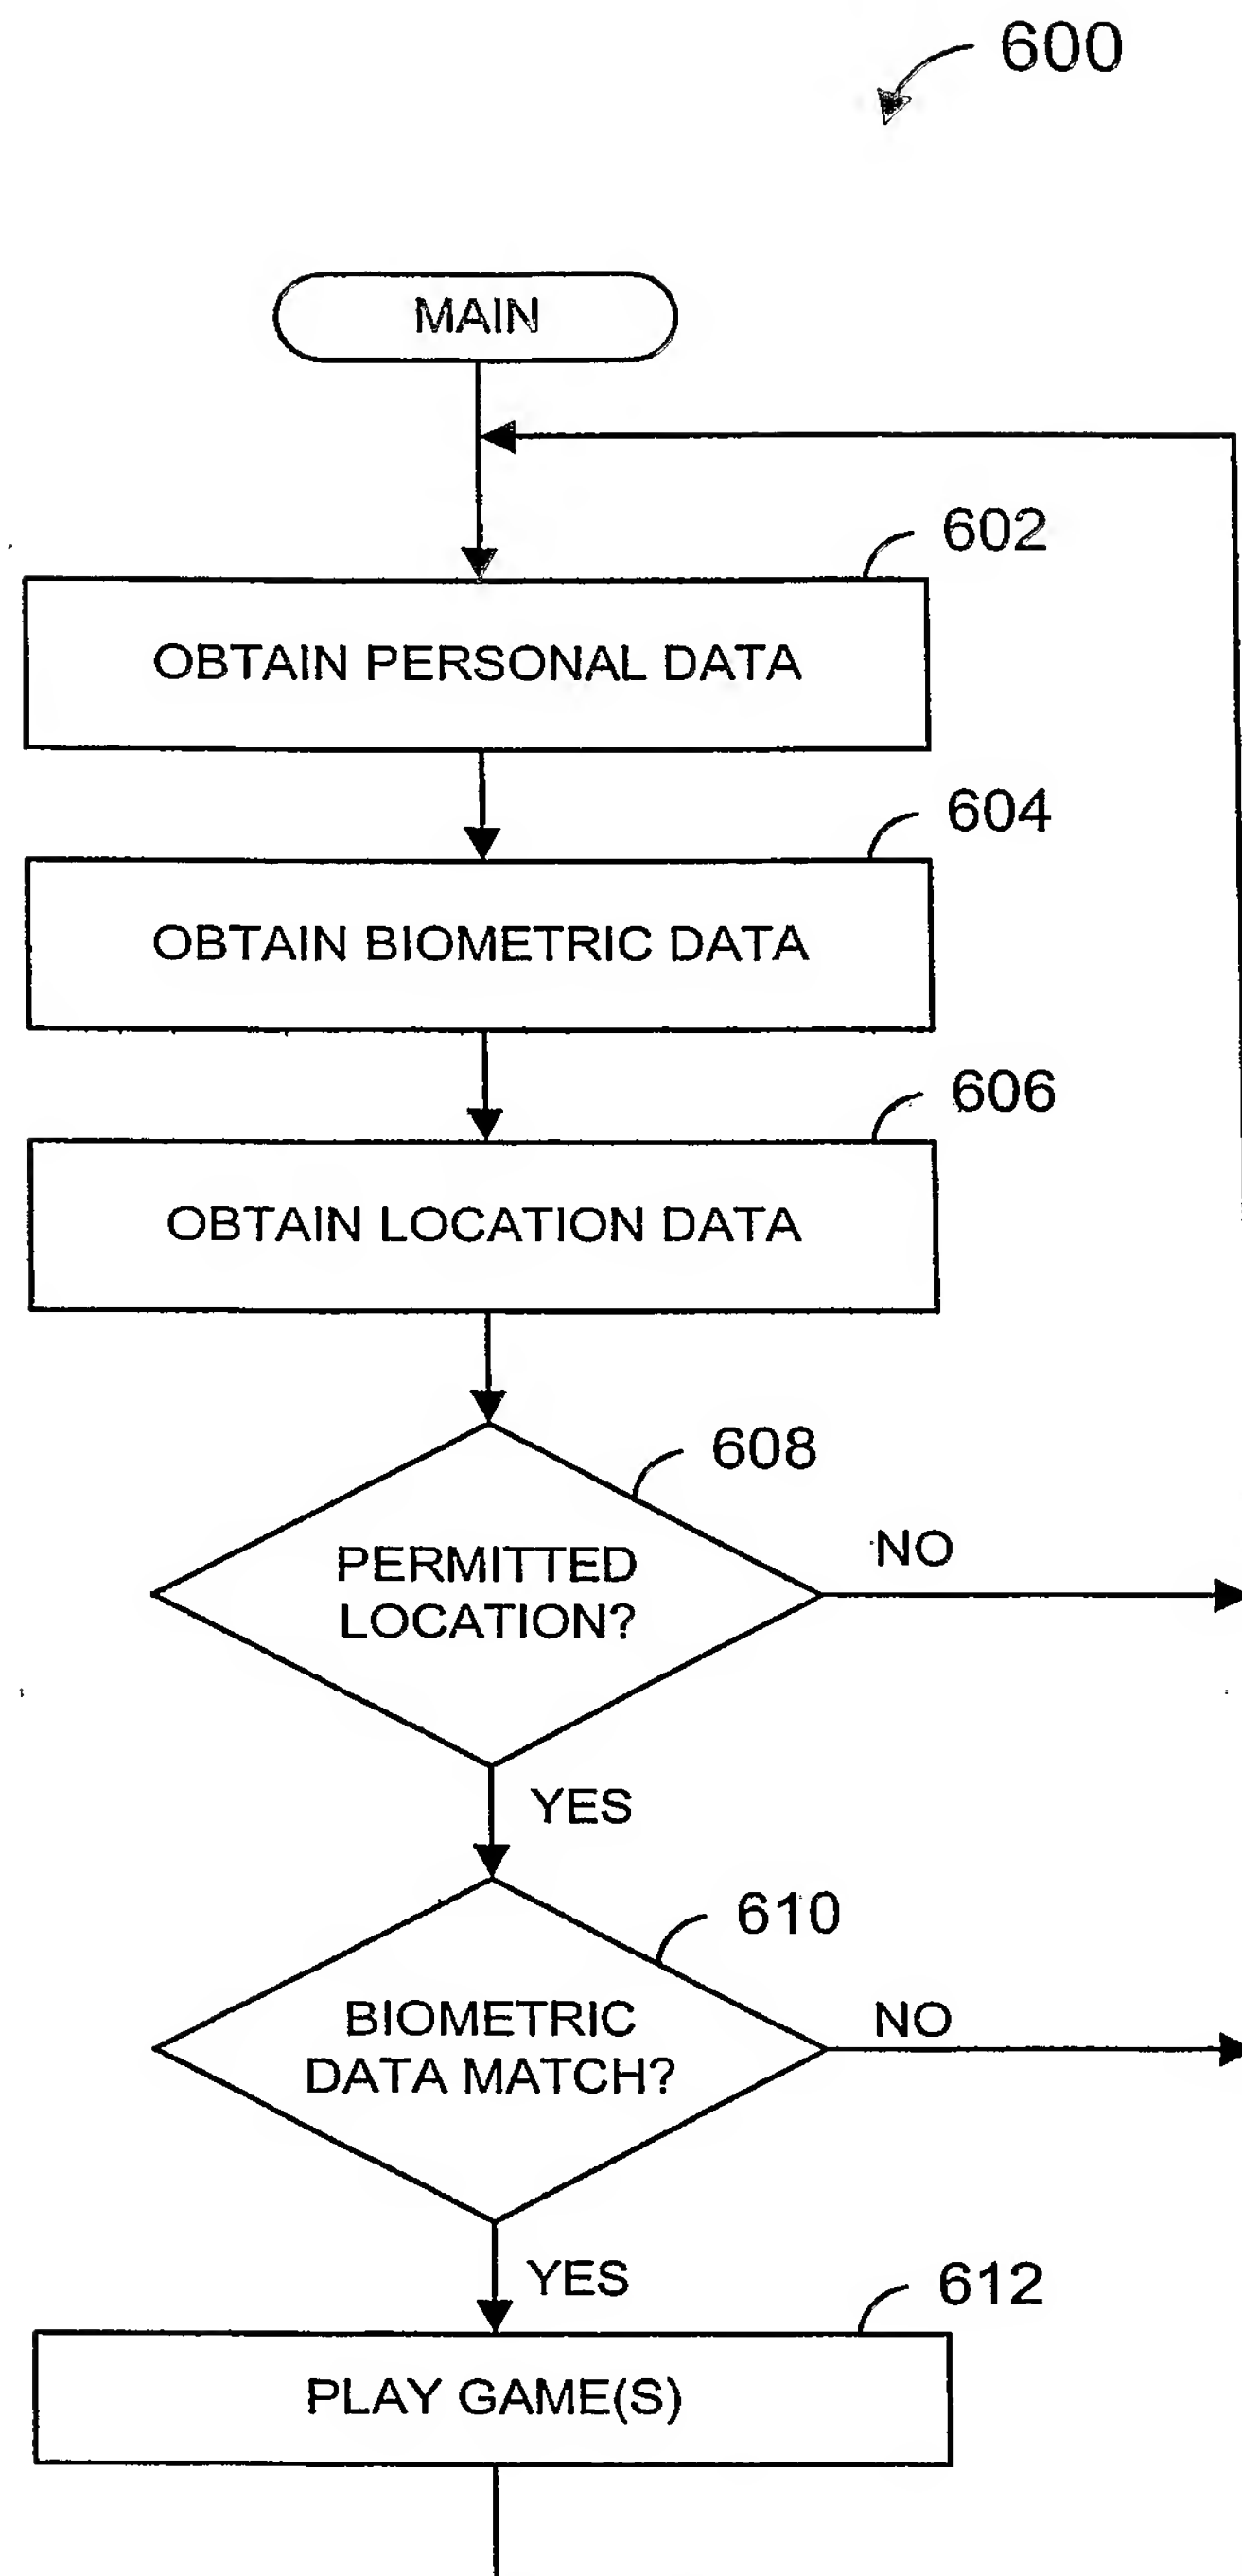 600
MAIN
602
OBTAIN PERSONAL DATA
604
OBTAIN BIOMETRIC DATA
606
OBTAIN LOCATION DATA
608
PERMITTED
LOCATION?
NO
YES
610
BIOMETRIC
DATA MATCH?
NO
YES
612
PLAY GAME(S)